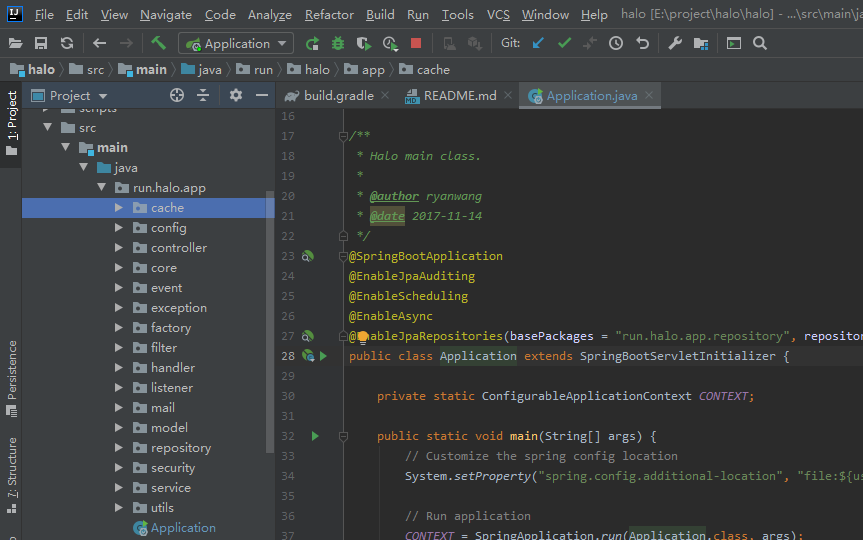 File Edit View Navigate Code Analyze Refactor Build Run Tools VCS Window Help halo [E:\project\halo\halo] - ...\src\main\ja
Application Git:
halo src main java run halo app cache
Project build.gradle README.md Application.java
1: Project
Persistence
7: Structure
scripts
src
main
java
run.halo.app
cache
config
controller
core
event
exception
factory
filter
handler
listener
mail
model
repository
security
service
utils
Application
16
17 /**
18 * Halo main class.
19 *
20 * @author ryanwang
21 * @date 2017-11-14
22 */
23 @SpringBootApplication
24 @EnableJpaAuditing
25 @EnableScheduling
26 @EnableAsync
27 @EnableJpaRepositories(basePackages = "run.halo.app.repository", repositor
28 public class Application extends SpringBootServletInitializer {
29
30 private static ConfigurableApplicationContext CONTEXT;
31
32 public static void main(String[] args) {
33 // Customize the spring config location
34 System.setProperty("spring.config.additional-location", "file:${us
35
36 // Run application
37 CONTEXT = SpringApplication.run(Application.class, args);